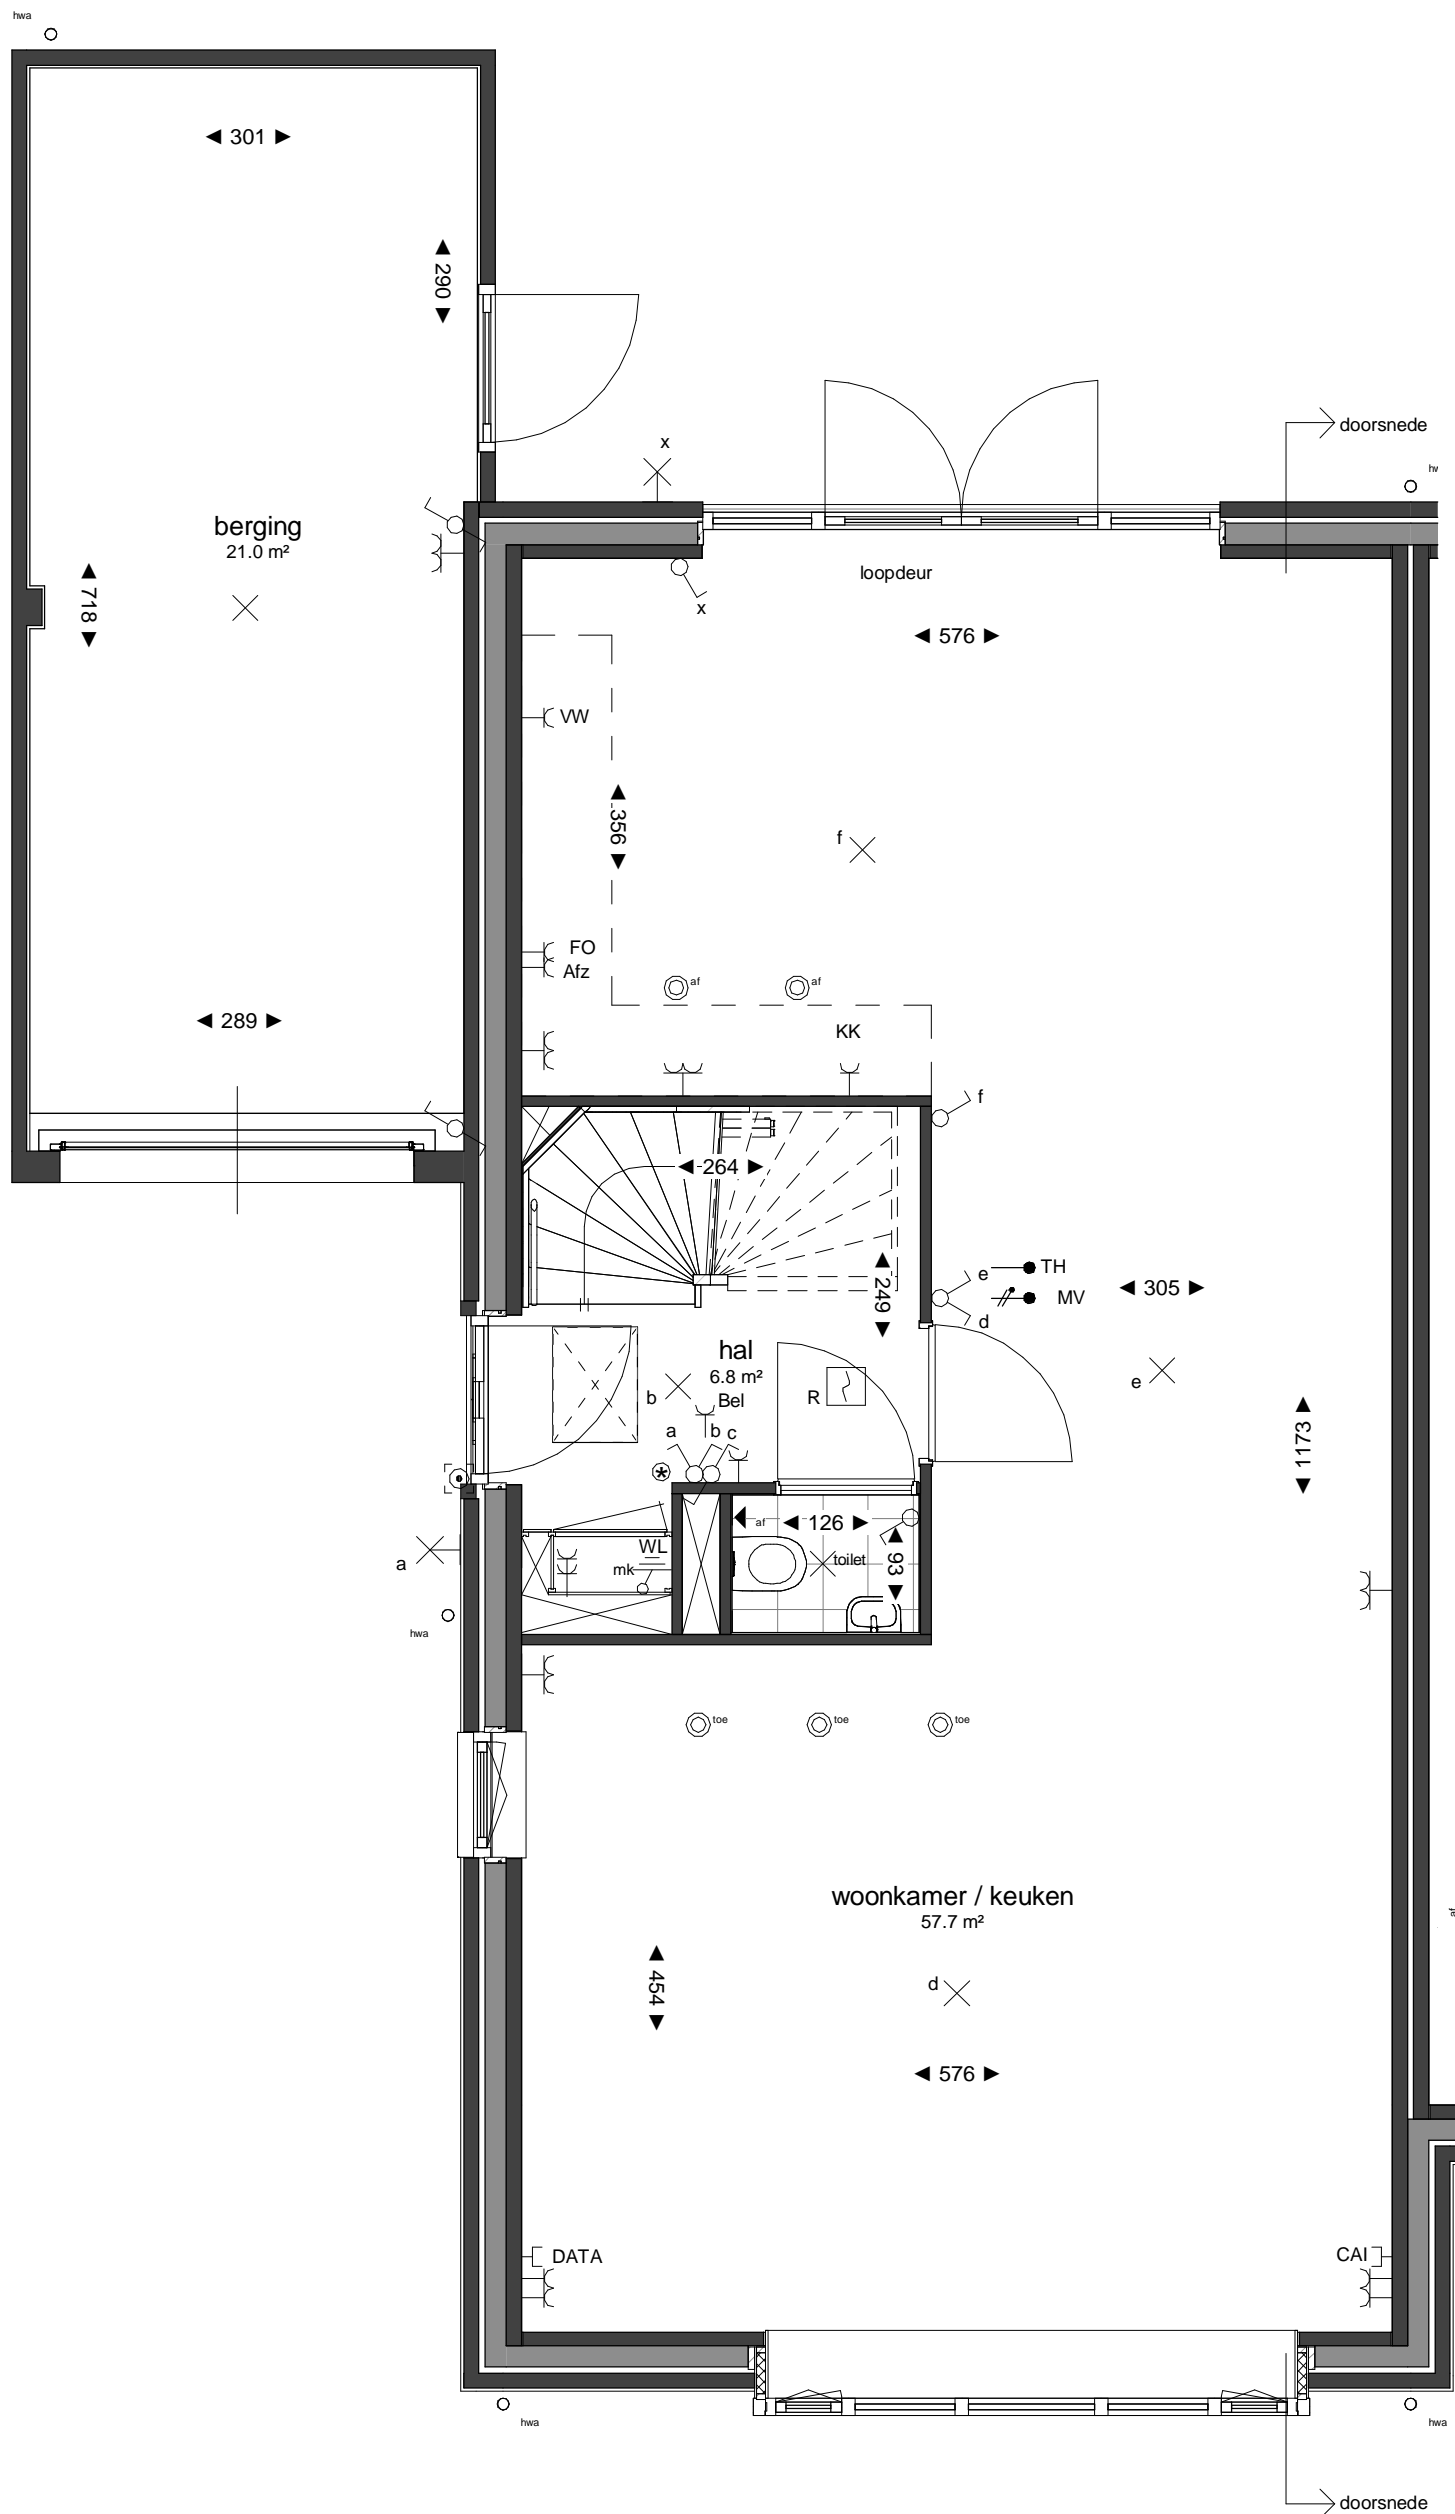 hwa
◄ 301 ►
◄ 290 ►
doorsnede
x
hw
berging
21.0 m²
loopdeur
◄ 718 ►
x
◄ 576 ►
VW
◄ 356 ►
f
FO
Afz
af
af
◄ 289 ►
KK
f
◄ 264 ►
◄ 249 ►
e
TH
MV
◄ 305 ►
d
hal
6.8 m²
Bel
b
R
e
a
b
c
*
◄ 1173 ►
af
◄ 126 ►
◄ 93 ►
WL
mk
toilet
a
hwa
toe
toe
toe
woonkamer / keuken
57.7 m²
af
d
◄ 454 ►
◄ 576 ►
DATA
CAI
hwa
hwa
doorsnede